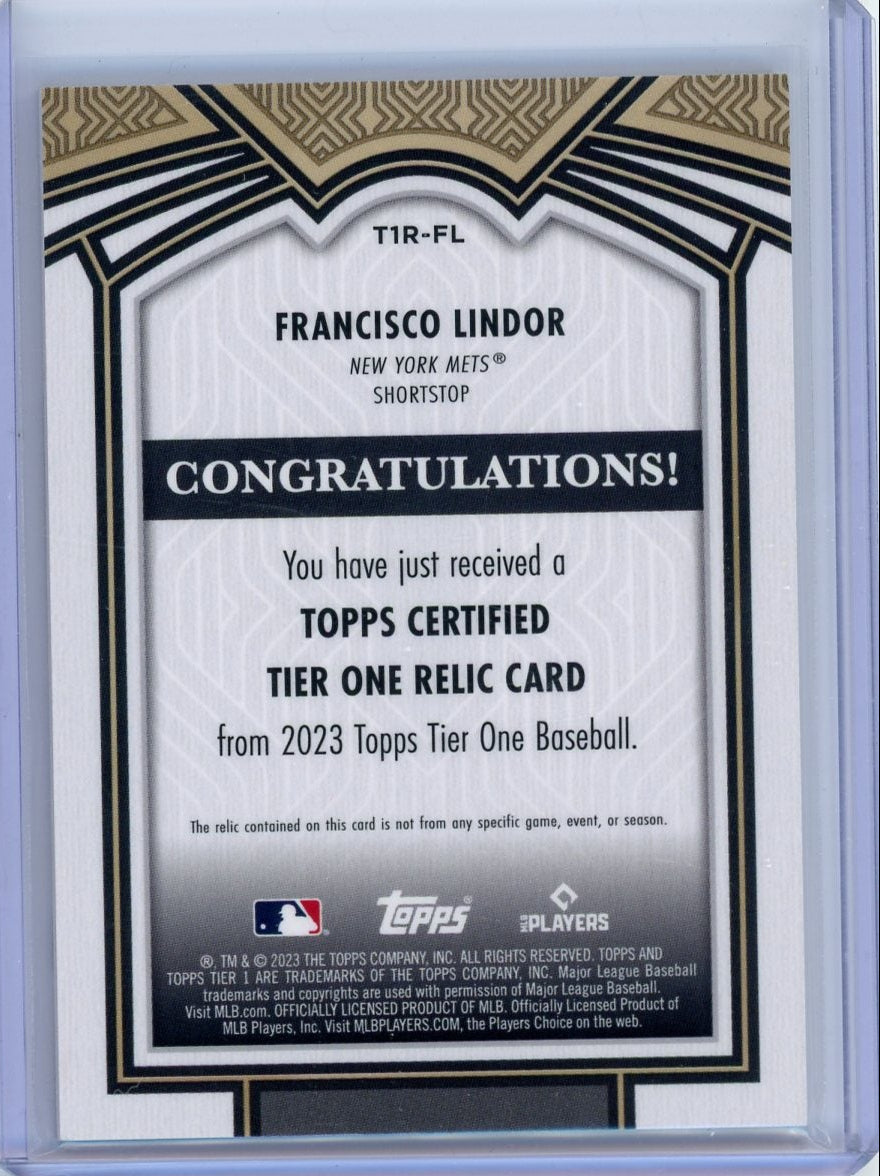 T1R-FL
FRANCISCO LINDOR
NEW YORK METS®
SHORTSTOP
CONGRATULATIONS!
You have just received a
TOPPS CERTIFIED
TIER ONE RELIC CARD
from 2023 Topps Tier One Baseball.
The relic contained on this card is not from any specific game, event, or season.
topps® MLB PLAYERS
®, TM & © 2023 THE TOPPS COMPANY, INC. ALL RIGHTS RESERVED. TOPPS AND
TOPPS TIER 1 ARE TRADEMARKS OF THE TOPPS COMPANY, INC. Major League Baseball
trademarks and copyrights are used with permission of Major League Baseball.
Visit MLB.com. OFFICIALLY LICENSED PRODUCT OF MLB. Officially Licensed Product of
MLB Players, Inc. Visit MLBPLAYERS.COM, the Players Choice on the web.